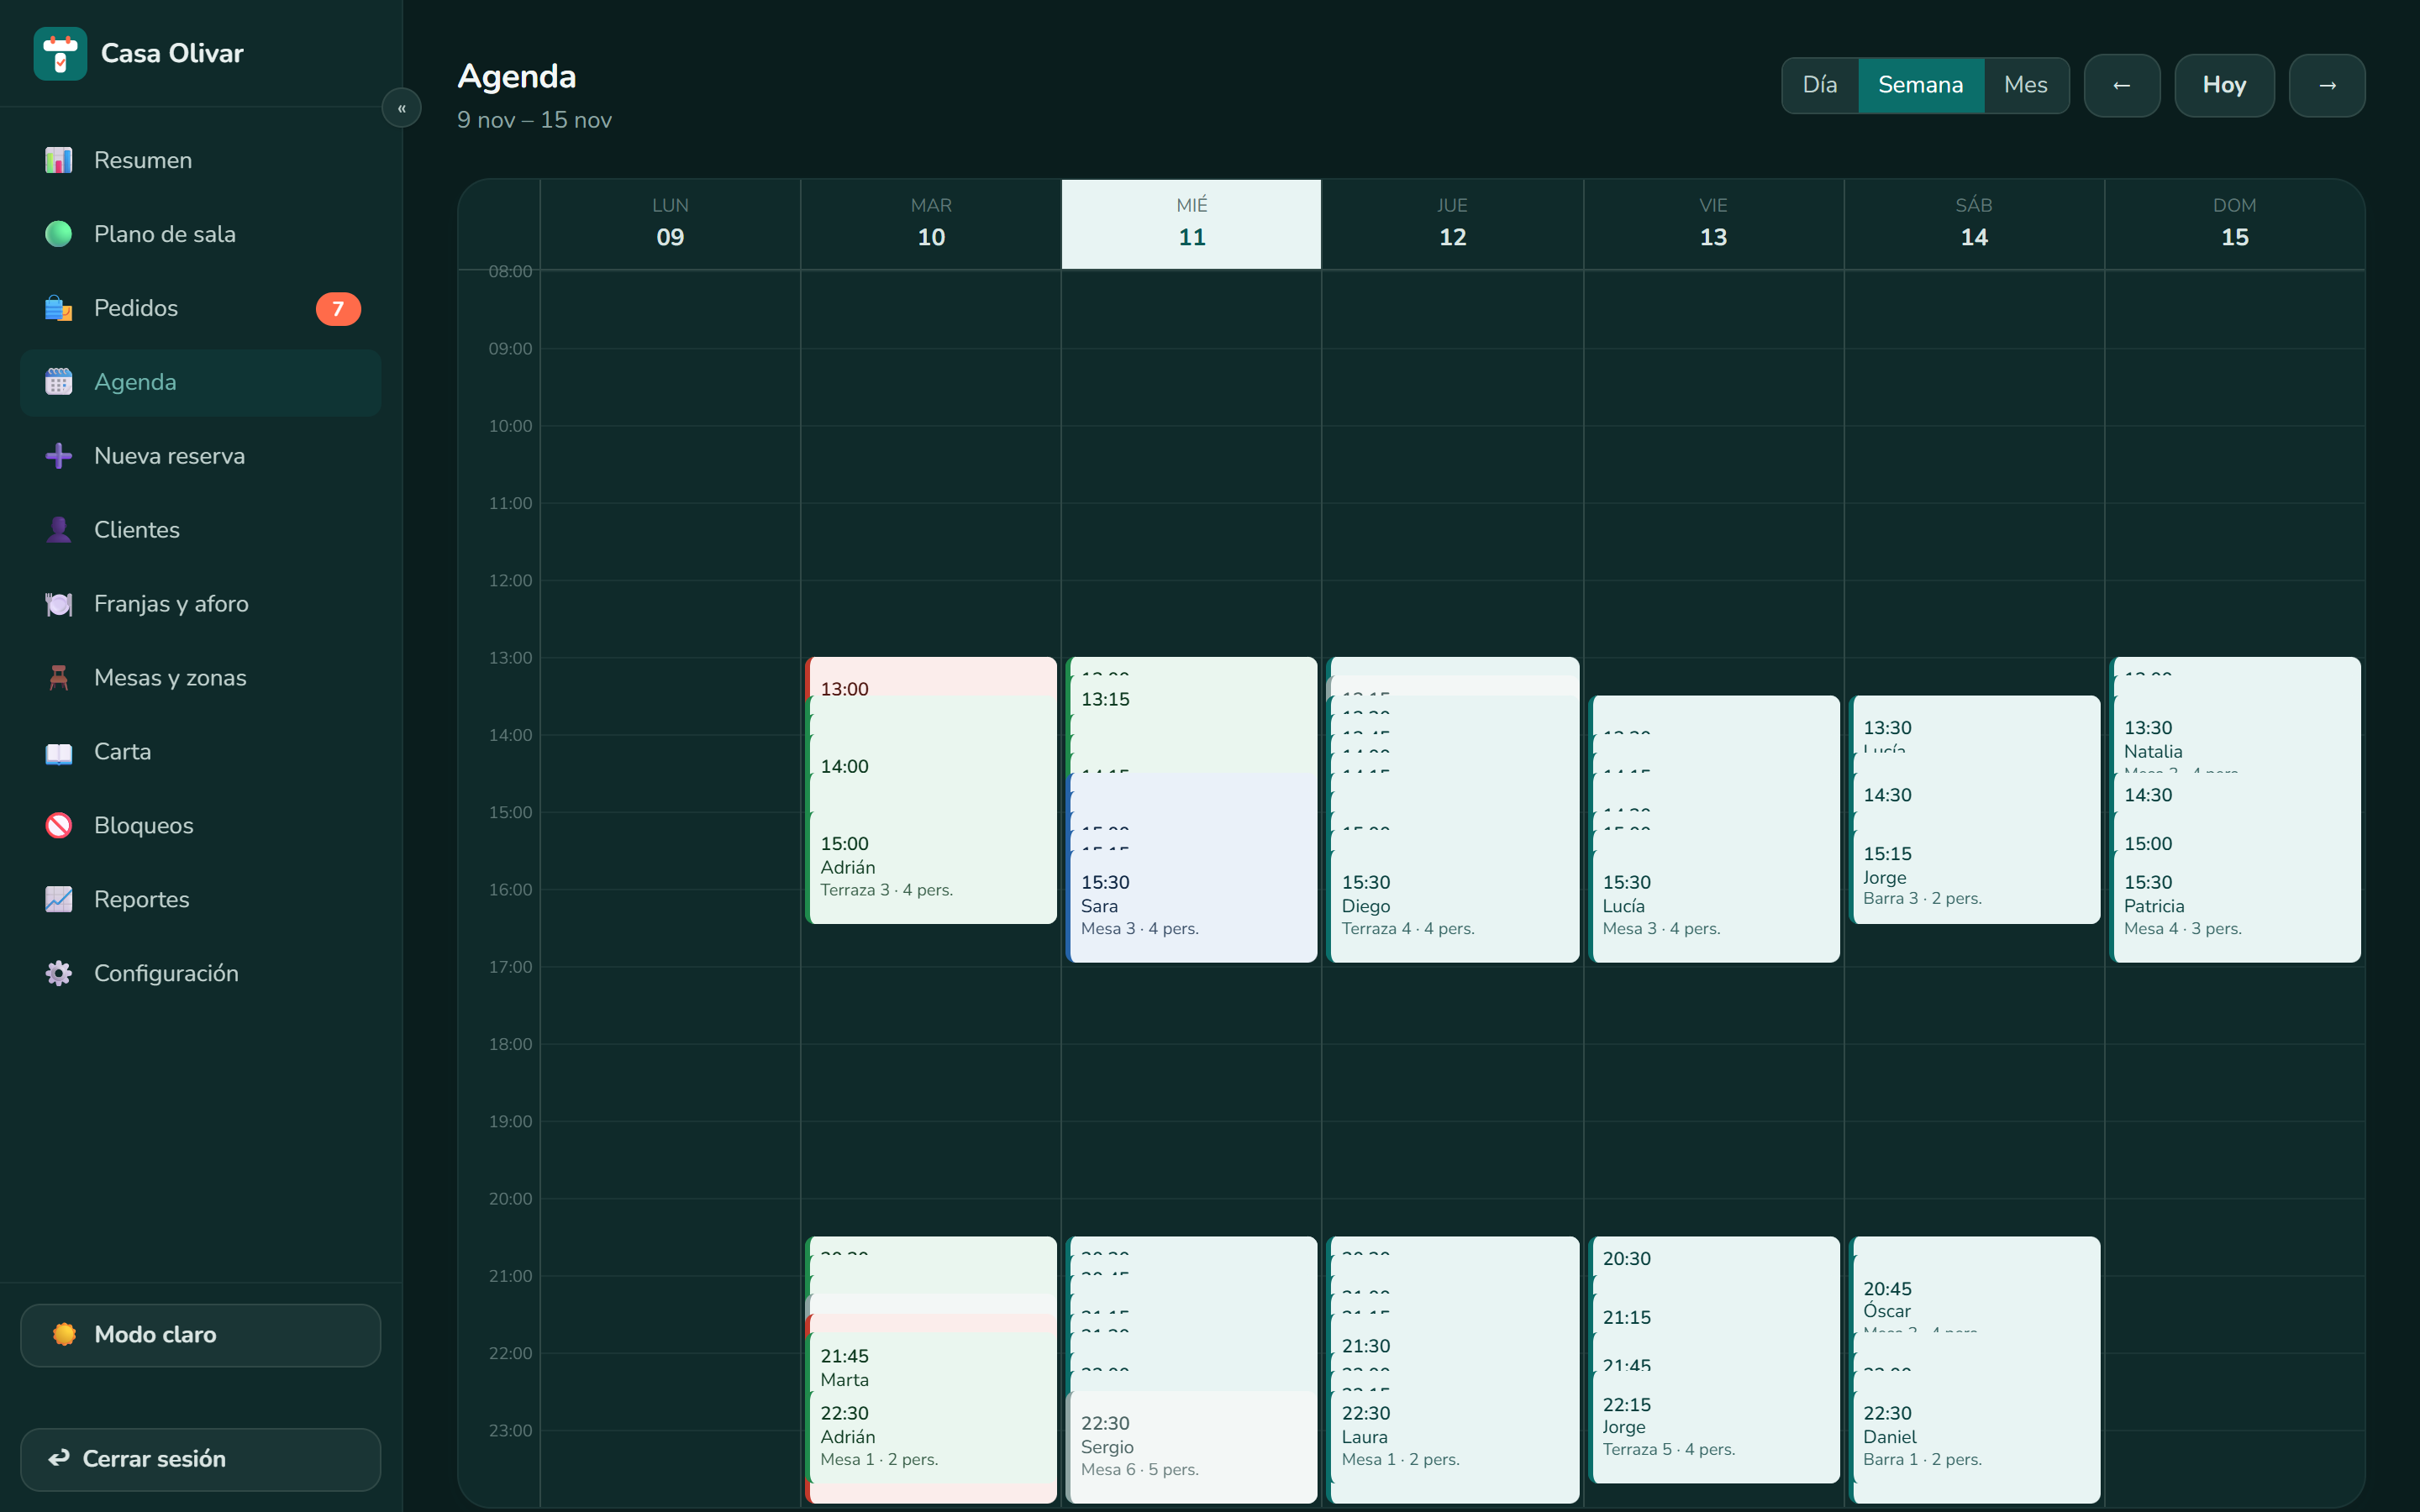 Casa Olivar
«
Resumen
Plano de sala
Pedidos 7
Agenda
Nueva reserva
Clientes
Franjas y aforo
Mesas y zonas
Carta
Bloqueos
Reportes
Configuración
Modo claro
Cerrar sesión
Agenda
9 nov – 15 nov
Día Semana Mes ← Hoy →
LUN MAR MIÉ JUE VIE SÁB DOM
09 10 11 12 13 14 15
08:00
09:00
10:00
11:00
12:00
13:00
14:00
15:00
16:00
17:00
18:00
19:00
20:00
21:00
22:00
23:00
13:00
14:00
15:00
Adrián
Terraza 3 · 4 pers.
21:45
Marta
22:30
Adrián
Mesa 1 · 2 pers.
13:15
15:30
Sara
Mesa 3 · 4 pers.
22:30
Sergio
Mesa 6 · 5 pers.
15:30
Diego
Terraza 4 · 4 pers.
21:30
22:30
Laura
Mesa 1 · 2 pers.
15:30
Lucía
Mesa 3 · 4 pers.
20:30
21:15
21:45
22:15
Jorge
Terraza 5 · 4 pers.
13:30
Lucía
14:30
15:15
Jorge
Barra 3 · 2 pers.
20:45
Óscar
22:30
Daniel
Barra 1 · 2 pers.
13:30
Natalia
14:30
15:00
15:30
Patricia
Mesa 4 · 3 pers.